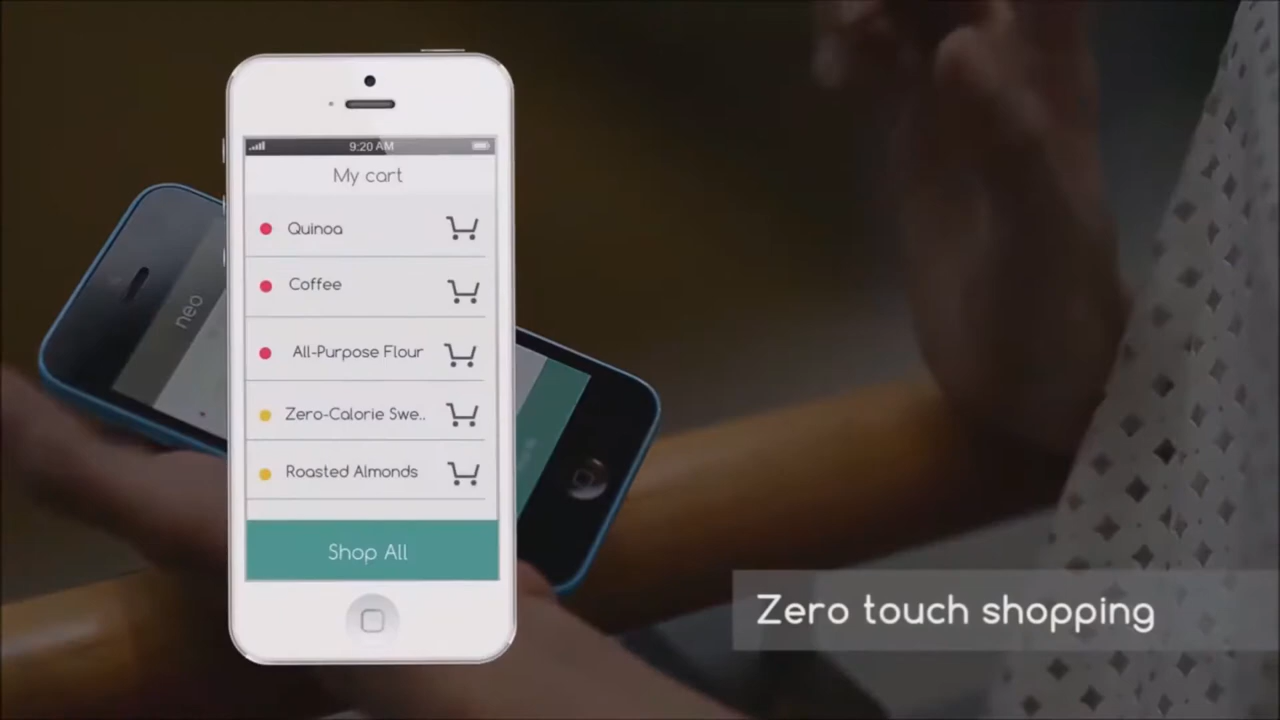 9:20 AM
My cart
Quinoa
Coffee
All-Purpose Flour
Zero-Calorie Swe..
Roasted Almonds
Shop All
neo
Zero touch shopping